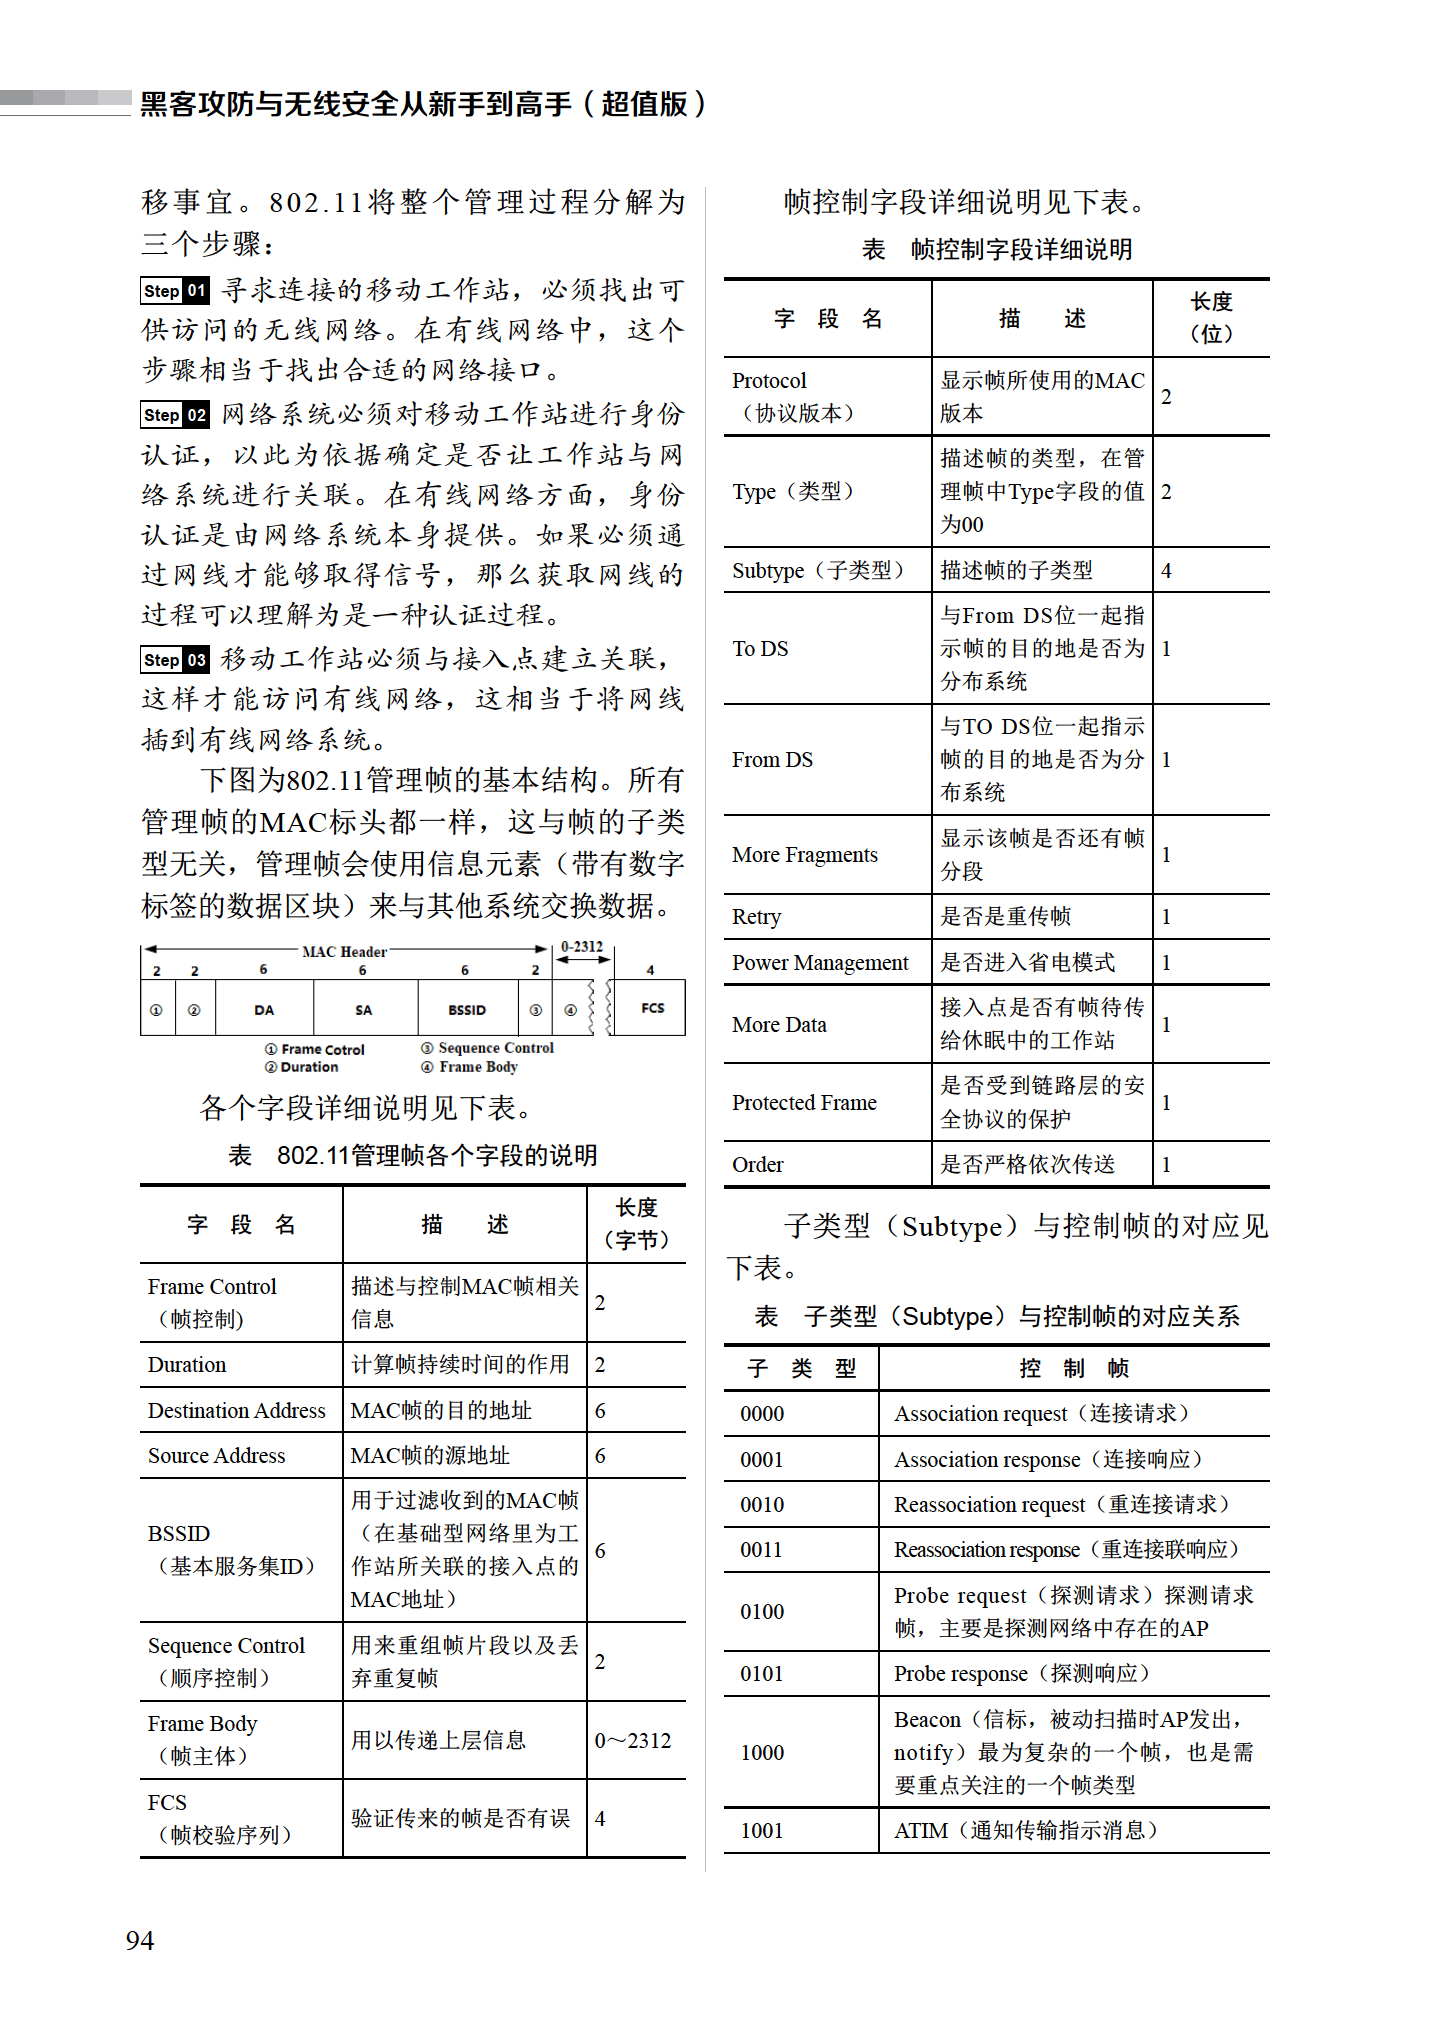 黑客攻防与无线安全从新手到高手（超值版）
移事宜。802.11将整个管理过程分解为
三个步骤：
Step 01 寻求连接的移动工作站，必须找出可
供访问的无线网络。在有线网络中，这个
步骤相当于找出合适的网络接口。
Step 02 网络系统必须对移动工作站进行身份
认证，以此为依据确定是否让工作站与网
络系统进行关联。在有线网络方面，身份
认证是由网络系统本身提供。如果必须通
过网线才能够取得信号，那么获取网线的
过程可以理解为是一种认证过程。
Step 03 移动工作站必须与接入点建立关联，
这样才能访问有线网络，这相当于将网线
插到有线网络系统。
下图为802.11管理帧的基本结构。所有
管理帧的MAC标头都一样，这与帧的子类
型无关，管理帧会使用信息元素（带有数字
标签的数据区块）来与其他系统交换数据。
MAC Header 0-2312
2 2 6 6 6 2 4
① ② DA SA BSSID ③ ④ FCS
① Frame Cotrol ③ Sequence Control
② Duration ④ Frame Body
各个字段详细说明见下表。
表 802.11管理帧各个字段的说明
字 段 名 描 述 长度
（字节）
Frame Control 描述与控制MAC帧相关 2
（帧控制) 信息
Duration 计算帧持续时间的作用 2
Destination Address MAC帧的目的地址 6
Source Address MAC帧的源地址 6
BSSID
（基本服务集ID）
用于过滤收到的MAC帧
（在基础型网络里为工
作站所关联的接入点的
MAC地址）
6
Sequence Control 用来重组帧片段以及丢 2
（顺序控制） 弃重复帧
Frame Body
（帧主体）
用以传递上层信息 0～2312
FCS
（帧校验序列）
验证传来的帧是否有误 4
帧控制字段详细说明见下表。
表 帧控制字段详细说明
字 段 名 描 述 长度
（位）
Protocol 显示帧所使用的MAC 2
（协议版本） 版本
Type（类型）
描述帧的类型，在管
理帧中Type字段的值
为00
2
Subtype（子类型） 描述帧的子类型 4
To DS
与From DS位一起指
示帧的目的地是否为
分布系统
1
From DS
与TO DS位一起指示
帧的目的地是否为分
布系统
1
More Fragments
显示该帧是否还有帧
分段
1
Retry 是否是重传帧 1
Power Management 是否进入省电模式 1
More Data
接入点是否有帧待传
给休眠中的工作站
1
Protected Frame
是否受到链路层的安
全协议的保护
1
Order 是否严格依次传送 1
子类型（Subtype）与控制帧的对应见
下表。
表 子类型（Subtype）与控制帧的对应关系
子 类 型 控 制 帧
0000 Association request（连接请求）
0001 Association response（连接响应）
0010 Reassociation request（重连接请求）
0011 Reassociation response（重连接联响应）
0100
Probe request（探测请求）探测请求
帧，主要是探测网络中存在的AP
0101 Probe response（探测响应）
1000
Beacon（信标，被动扫描时AP发出，
notify）最为复杂的一个帧，也是需
要重点关注的一个帧类型
1001 ATIM（通知传输指示消息）
94